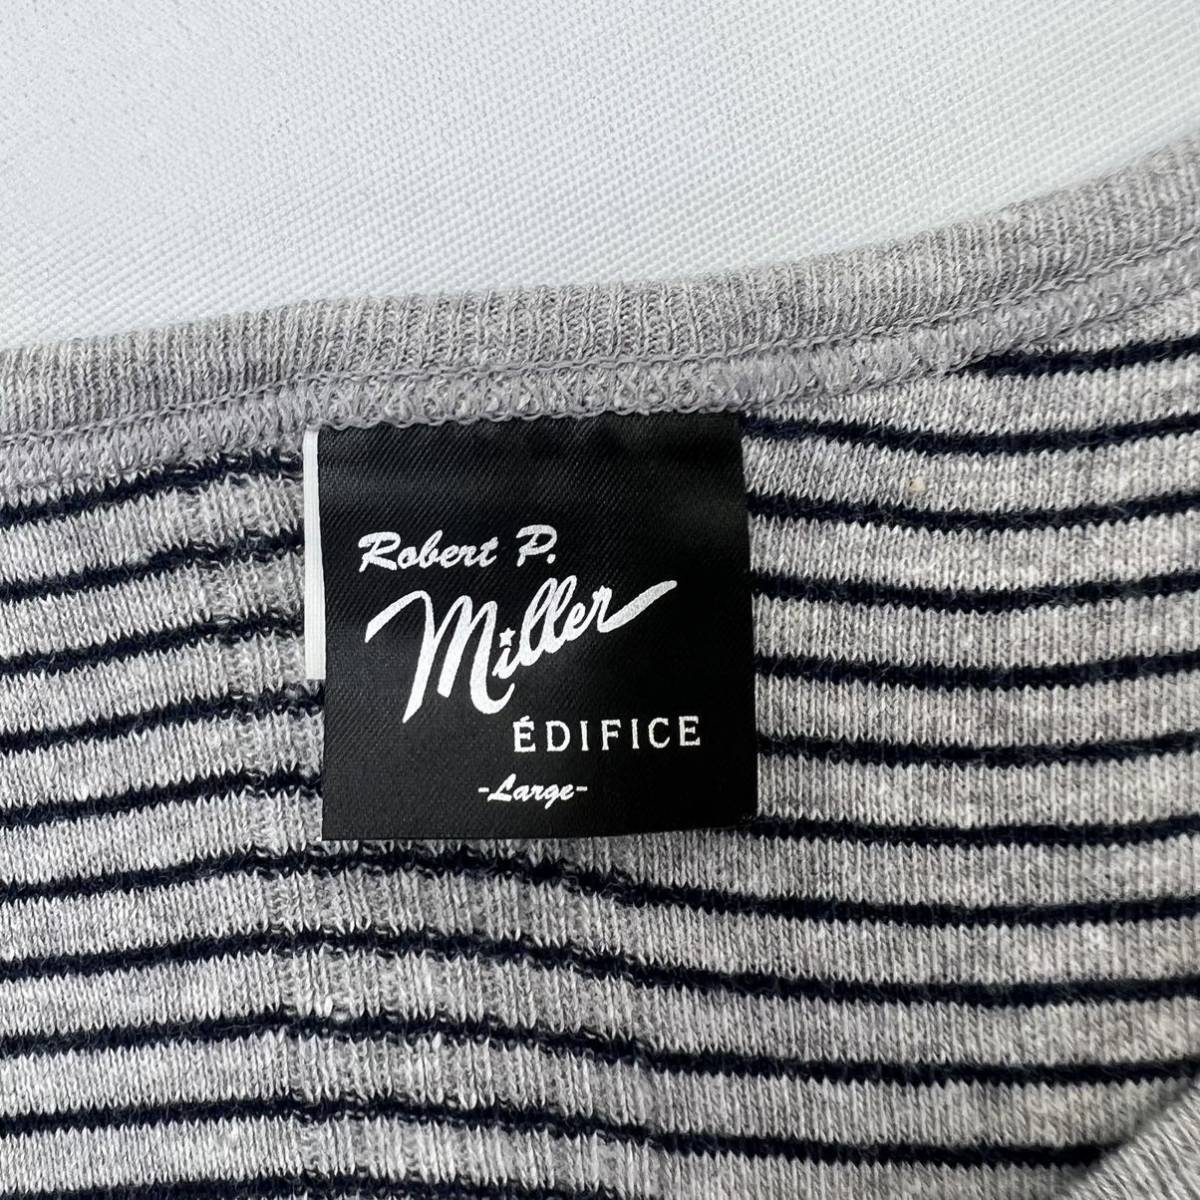 Robert P.
Miller
ÉDIFICE
-Large-